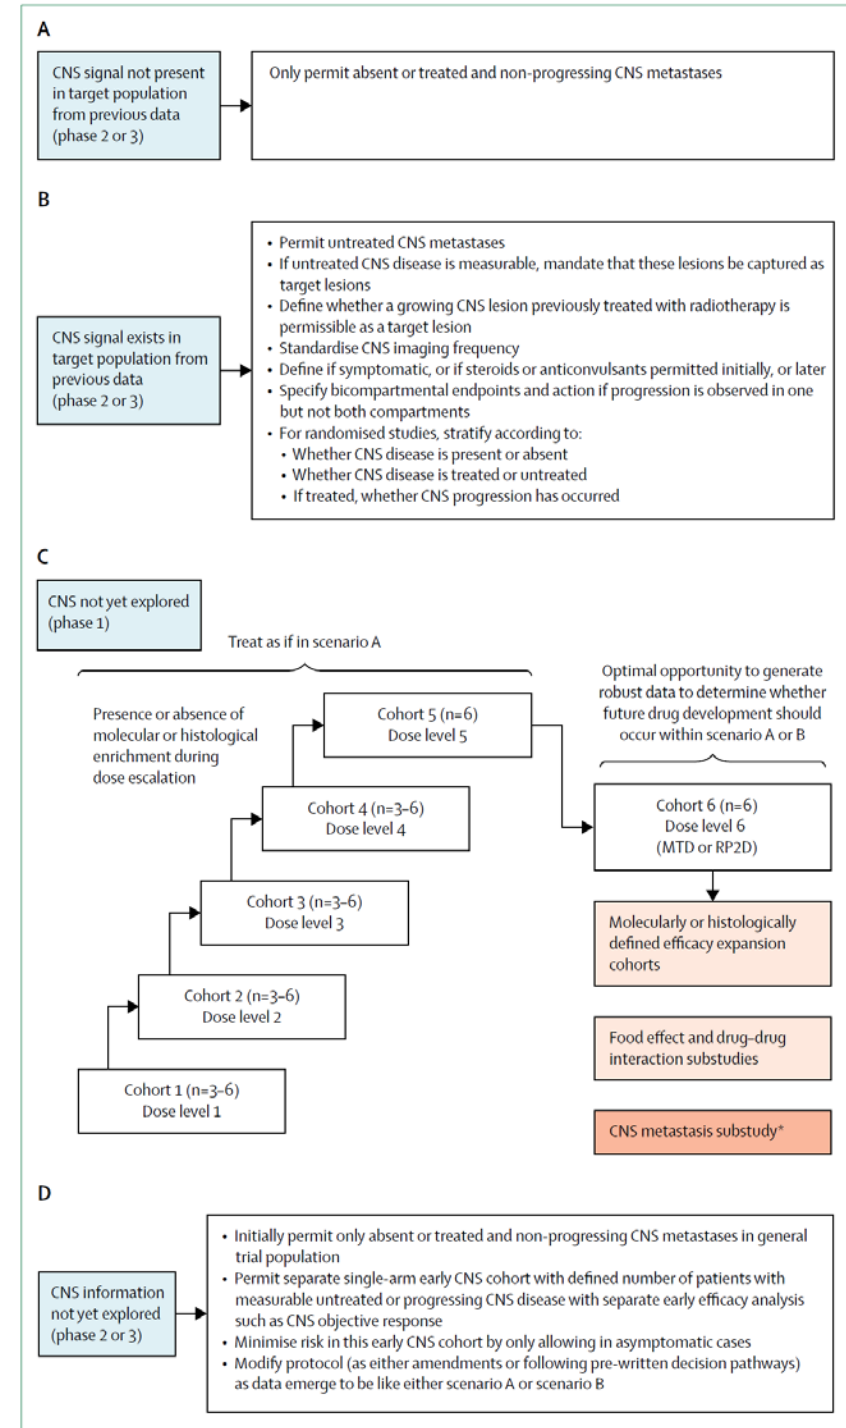 A
CNS signal not present
in target population
from previous data
(phase 2 or 3)
Only permit absent or treated and non-progressing CNS metastases
B
CNS signal exists in
target population from
previous data
(phase 2 or 3)
• Permit untreated CNS metastases
• If untreated CNS disease is measurable, mandate that these lesions be captured as
target lesions
• Define whether a growing CNS lesion previously treated with radiotherapy is
permissible as a target lesion
• Standardise CNS imaging frequency
• Define if symptomatic, or if steroids or anticonvulsants permitted initially, or later
• Specify bicompartmental endpoints and action if progression is observed in one
but not both compartments
• For randomised studies, stratify according to:
• Whether CNS disease is present or absent
• Whether CNS disease is treated or untreated
• If treated, whether CNS progression has occurred
C
CNS not yet explored
(phase 1)
Treat as if in scenario A
Presence or absence of
molecular or histological
enrichment during
dose escalation
Cohort 5 (n=6)
Dose level 5
Cohort 4 (n=3–6)
Dose level 4
Cohort 3 (n=3–6)
Dose level 3
Cohort 2 (n=3–6)
Dose level 2
Cohort 1 (n=3–6)
Dose level 1
Optimal opportunity to generate
robust data to determine whether
future drug development should
occur within scenario A or B
Cohort 6 (n=6)
Dose level 6
(MTD or RP2D)
Molecularly or histologically
defined efficacy expansion
cohorts
Food effect and drug–drug
interaction substudies
CNS metastasis substudy*
D
CNS information
not yet explored
(phase 2 or 3)
• Initially permit only absent or treated and non-progressing CNS metastases in general
trial population
• Permit separate single-arm early CNS cohort with defined number of patients with
measurable untreated or progressing CNS disease with separate early efficacy analysis
such as CNS objective response
• Minimise risk in this early CNS cohort by only allowing in asymptomatic cases
• Modify protocol (as either amendments or following pre-written decision pathways)
as data emerge to be like either scenario A or scenario B